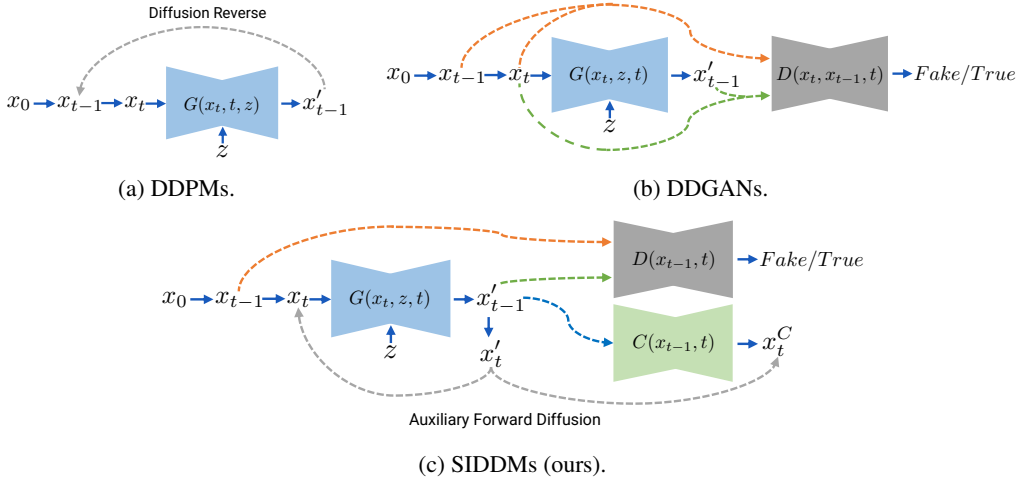 Diffusion Reverse
x_0 x_{t-1} x_t G(x_t, t, z) x'_{t-1}
z
(a) DDPMs.
x_0 x_{t-1} x_t G(x_t, z, t) x'_{t-1} D(x_t, x_{t-1}, t) Fake/True
z
(b) DDGANs.
D(x_{t-1}, t) Fake/True
x_0 x_{t-1} x_t G(x_t, z, t) x'_{t-1}
z x'_t C(x_{t-1}, t) x_t^C
Auxiliary Forward Diffusion
(c) SIDDMs (ours).